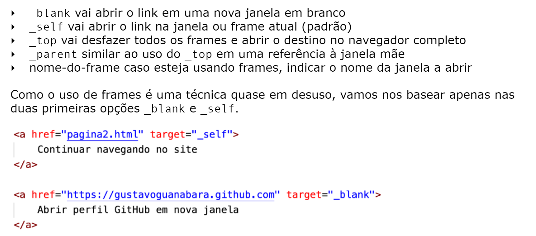 ‣ _blank vai abrir o link em uma nova janela em branco
‣ _self vai abrir o link na janela ou frame atual (padrão)
‣ _top vai desfazer todos os frames e abrir o destino no navegador completo
‣ _parent similar ao uso do _top em uma referência à janela mãe
‣ nome-do-frame caso esteja usando frames, indicar o nome da janela a abrir
Como o uso de frames é uma técnica quase em desuso, vamos nos basear apenas nas
duas primeiras opções _blank e _self.
<a href="pagina2.html" target="_self">
Continuar navegando no site
</a>
<a href="https://gustavoguanabara.github.com" target="_blank">
Abrir perfil GitHub em nova janela
</a>